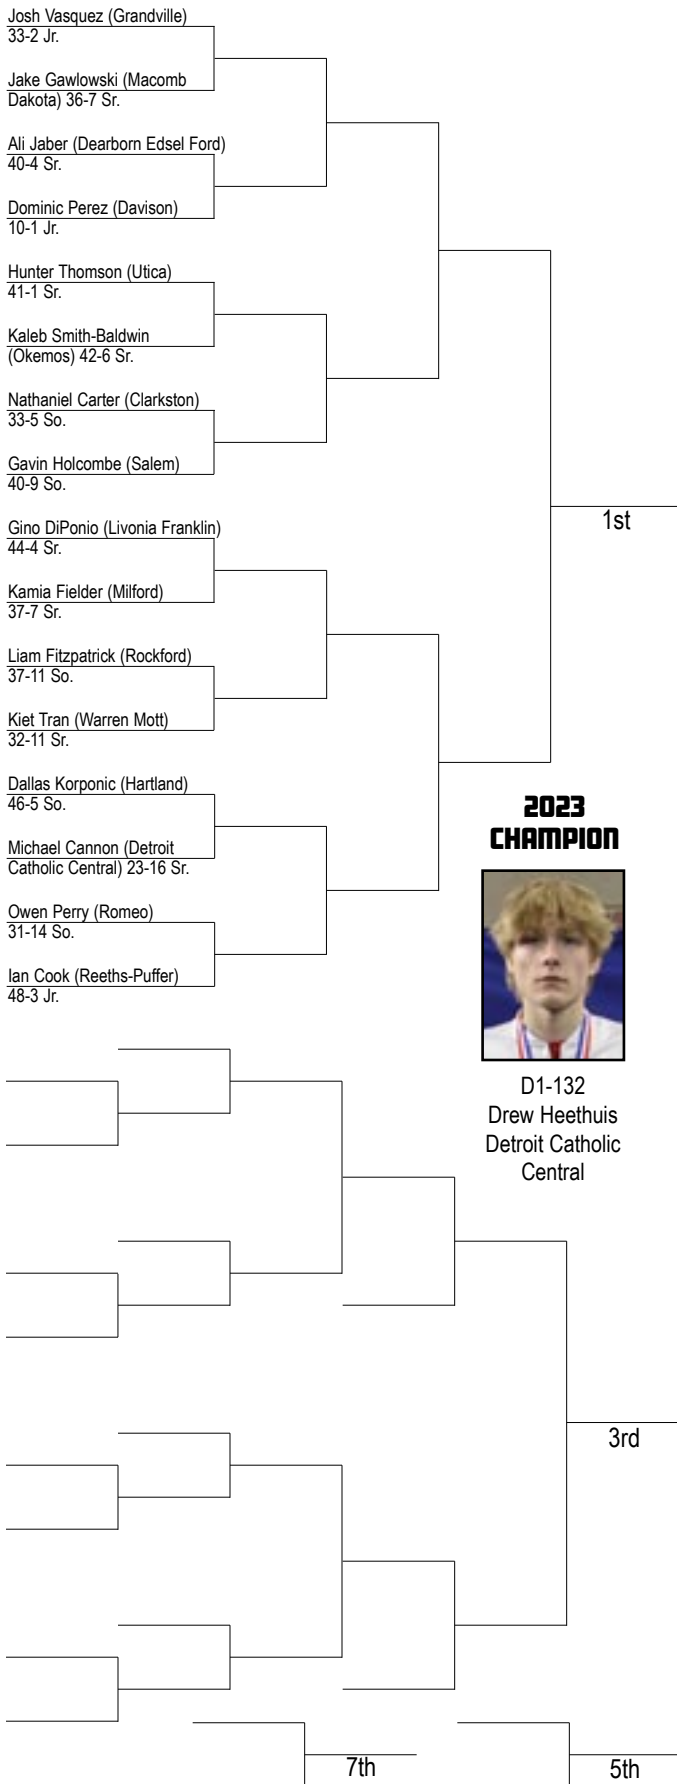 Josh Vasquez (Grandville)
33-2 Jr.
Jake Gawlowski (Macomb
Dakota) 36-7 Sr.
Ali Jaber (Dearborn Edsel Ford)
40-4 Sr.
Dominic Perez (Davison)
10-1 Jr.
Hunter Thomson (Utica)
41-1 Sr.
Kaleb Smith-Baldwin
(Okemos) 42-6 Sr.
Nathaniel Carter (Clarkston)
33-5 So.
Gavin Holcombe (Salem)
40-9 So.
Gino DiPonio (Livonia Franklin)
44-4 Sr.
Kamia Fielder (Milford)
37-7 Sr.
Liam Fitzpatrick (Rockford)
37-11 So.
Kiet Tran (Warren Mott)
32-11 Sr.
Dallas Korponic (Hartland)
46-5 So.
Michael Cannon (Detroit
Catholic Central) 23-16 Sr.
Owen Perry (Romeo)
31-14 So.
Ian Cook (Reeths-Puffer)
48-3 Jr.
1st
2023
CHAMPION
D1-132
Drew Heethuis
Detroit Catholic
Central
3rd
7th
5th